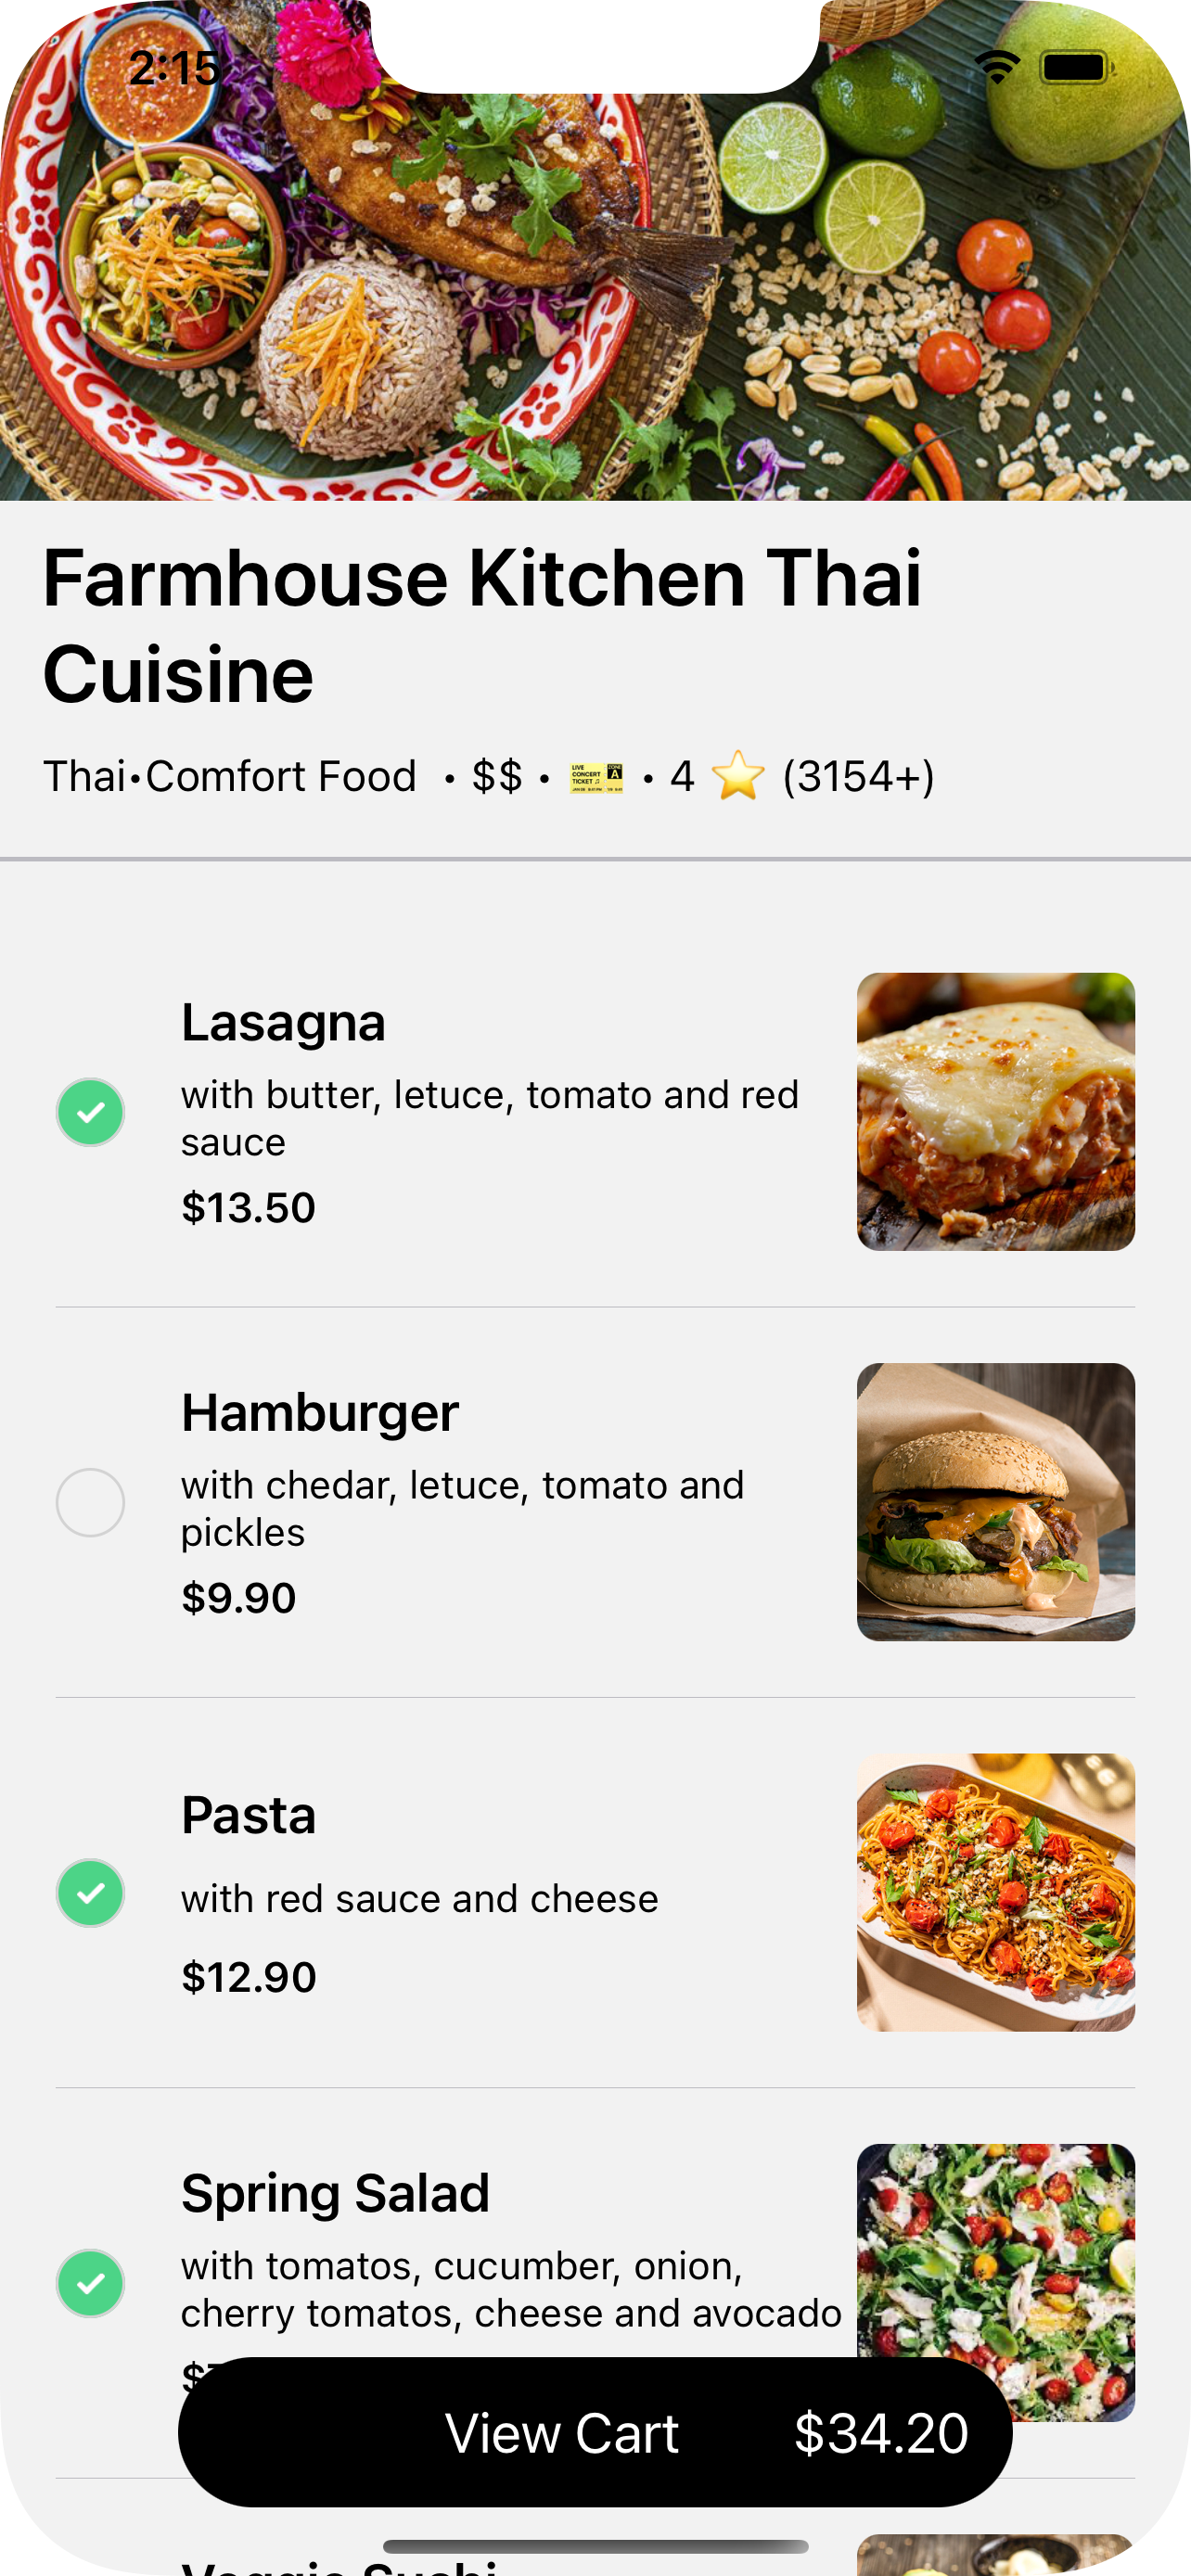 2:15
Farmhouse Kitchen Thai
Cuisine
Thai•Comfort Food • $$ • 🎫 • 4 ⭐ (3154+)
Lasagna
with butter, letuce, tomato and red
sauce
$13.50
Hamburger
with chedar, letuce, tomato and
pickles
$9.90
Pasta
with red sauce and cheese
$12.90
Spring Salad
with tomatos, cucumber, onion,
cherry tomatos, cheese and avocado
View Cart $34.20